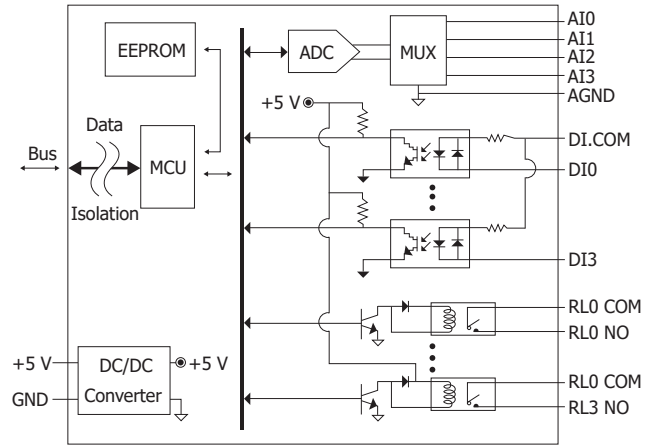 EEPROM
ADC
MUX
AI0
AI1
AI2
AI3
AGND
+5 V
Data
Bus
MCU
Isolation
DI.COM
DI0
DI3
RL0 COM
RL0 NO
+5 V
DC/DC
Converter
+5 V
GND
RL0 COM
RL3 NO